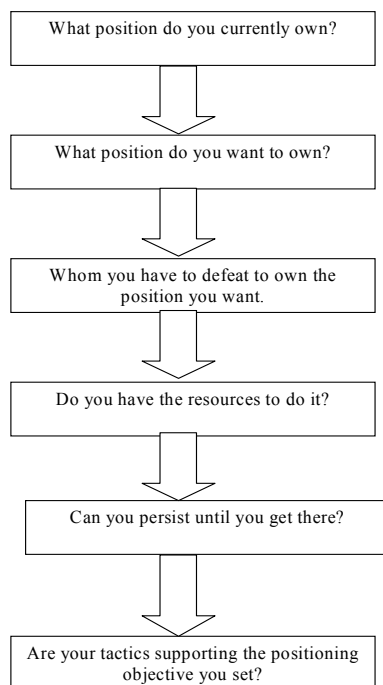 What position do you currently own?
What position do you want to own?
Whom you have to defeat to own the
position you want.
Do you have the resources to do it?
Can you persist until you get there?
Are your tactics supporting the positioning
objective you set?